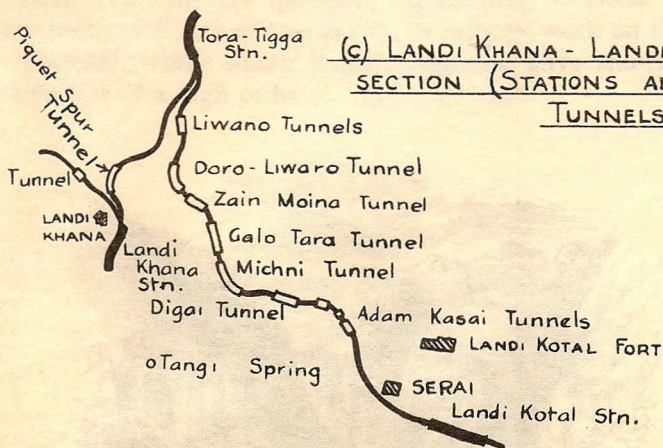 Tora-Tigga
Stn.
(c) LANDI KHANA - LANDI
SECTION (STATIONS A
TUNNELS
Piquet Spur
Tunnel
Liwano Tunnels
Doro-Liwaro Tunnel
Tunnel
Zain Moina Tunnel
LANDI
KHANA
Galo Tara Tunnel
Landi
Khana
Stn.
Michni Tunnel
Digai Tunnel
Adam Kasai Tunnels
LANDI KOTAL FORT
Tangi Spring
SERAI
Landi Kotal Stn.